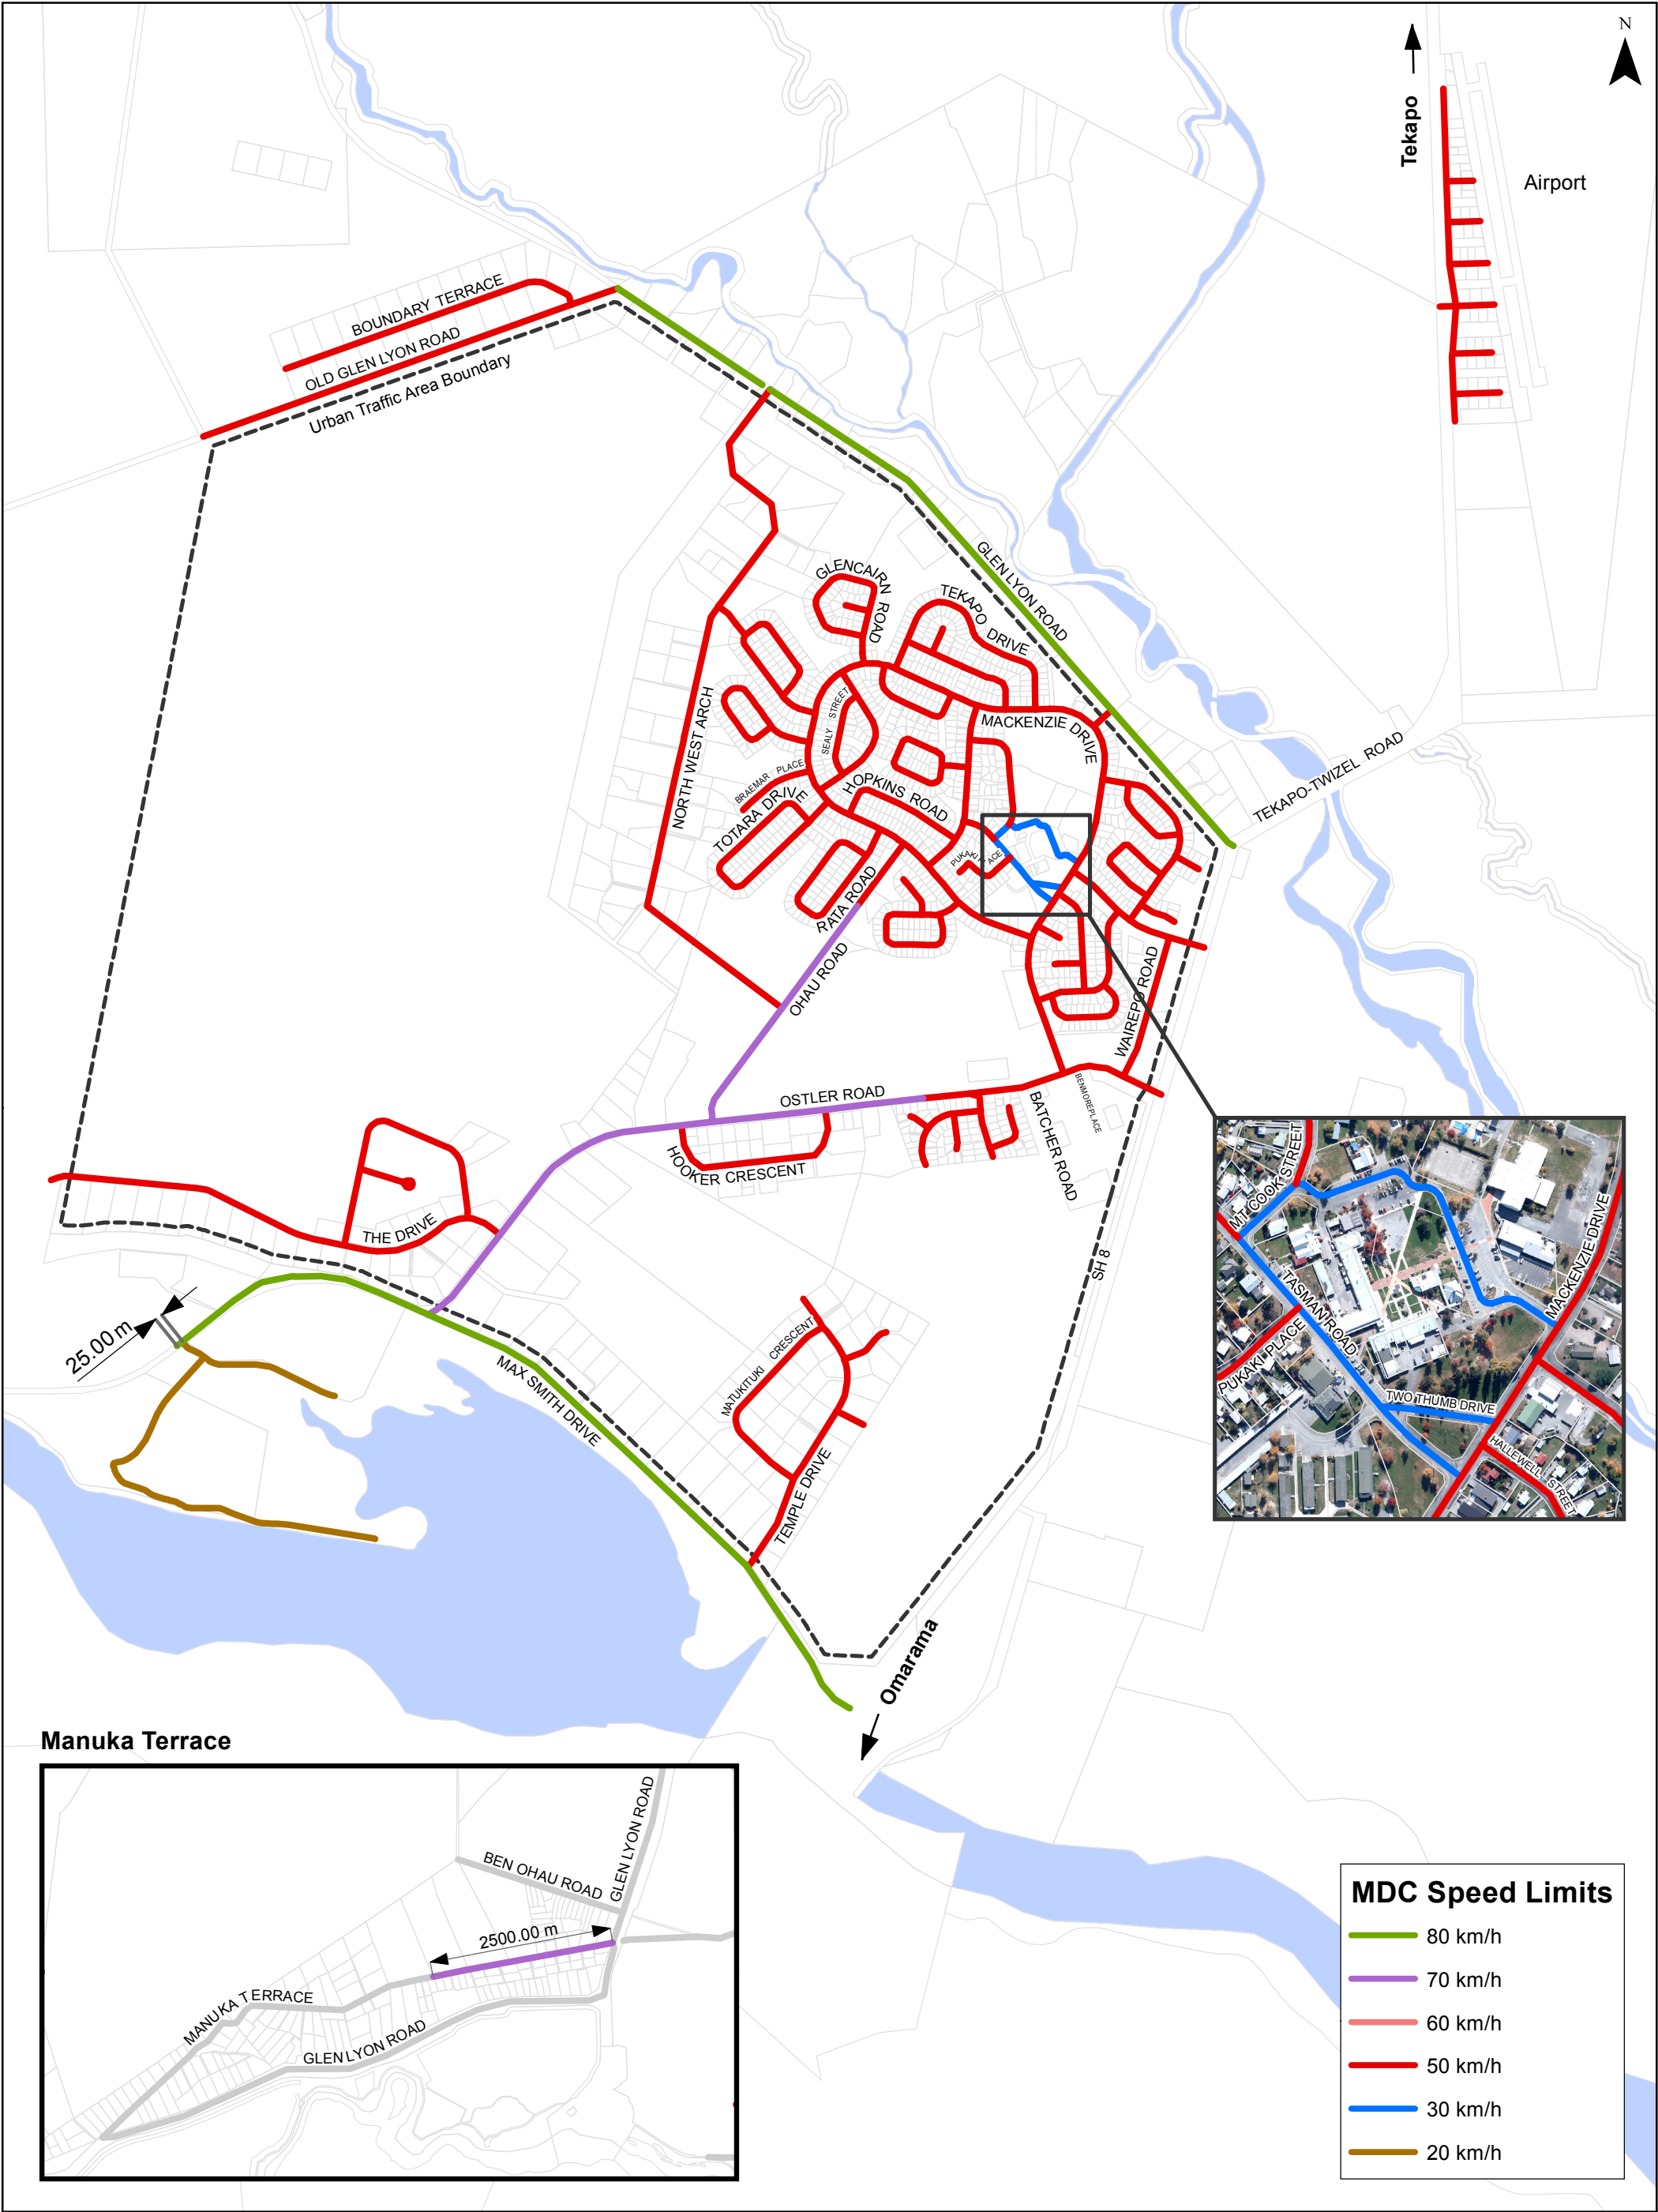 N
Tekapo
Airport
BOUNDARY TERRACE
OLD GLEN LYON ROAD
Urban Traffic Area Boundary
GLEN LYON ROAD
GLENCAIRN ROAD
TEKAPO DRIVE
NORTH WEST ARCH
SEALY STREET
MACKENZIE DRIVE
BRAEMAR PLACE
TOTARA DRIVE
HOPKINS ROAD
TEKAPO-TWIZEL ROAD
PUKAKI PLACE
RATA ROAD
OHAU ROAD
WAIREPO ROAD
OSTLER ROAD
BENMOREPLACE
BATCHER ROAD
HOOKER CRESCENT
THE DRIVE
SH 8
25.00 m
MAX SMITH DRIVE
MATUKITUKI CRESCENT
TEMPLE DRIVE
Omarama
MT COOK STREET
TASMAN ROAD
MACKENZIE DRIVE
PUKAKI PLACE
TWO THUMB DRIVE
HALLEWELL STREET
Manuka Terrace
BEN OHAU ROAD
GLEN LYON ROAD
2500.00 m
MANUKA TERRACE
GLEN LYON ROAD
MDC Speed Limits
80 km/h
70 km/h
60 km/h
50 km/h
30 km/h
20 km/h